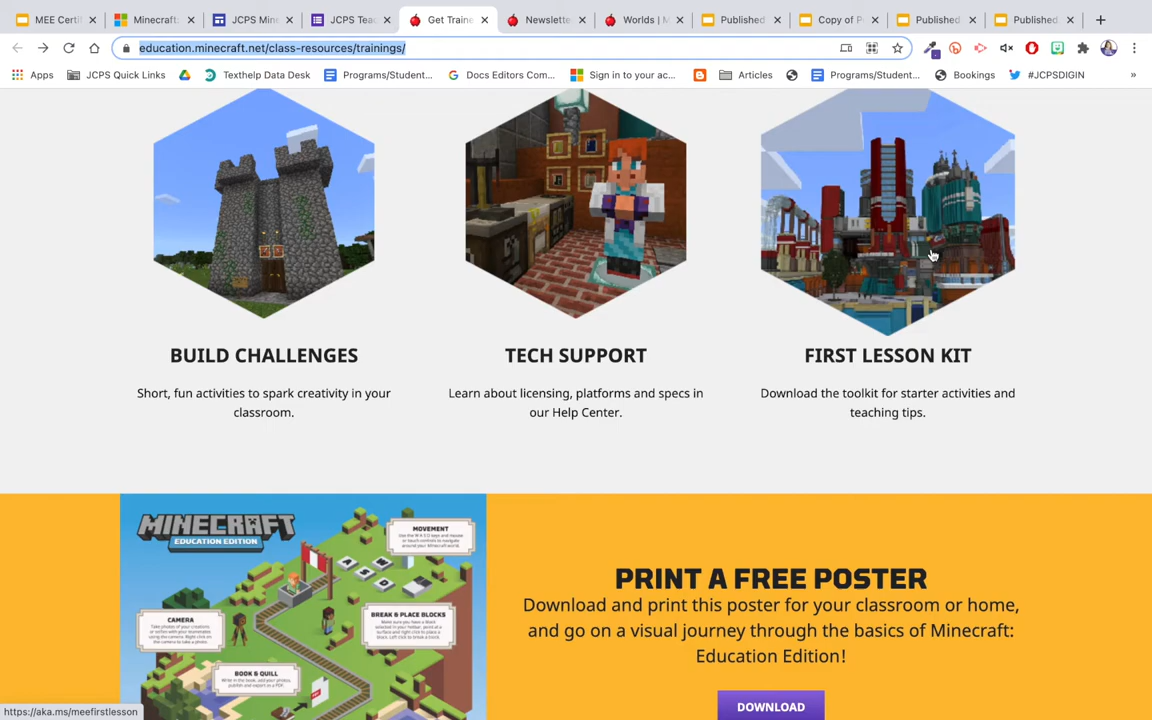 MEE Certif
Minecraft:
JCPS Mine
JCPS Teac
Get Traine
Newslette
Worlds | M
Published
Copy of P
Published
Published
education.minecraft.net/class-resources/trainings/
Apps
JCPS Quick Links
Texthelp Data Desk
Programs/Student...
Docs Editors Com...
Sign in to your ac...
Articles
Programs/Student...
Bookings
#JCPSDIGIN
»
BUILD CHALLENGES
Short, fun activities to spark creativity in your
classroom.
TECH SUPPORT
Learn about licensing, platforms and specs in
our Help Center.
FIRST LESSON KIT
Download the toolkit for starter activities and
teaching tips.
MINECRAFT
EDUCATION EDITION
MOVEMENT
CAMERA
BREAK & PLACE BLOCKS
BOOK & QUILL
A
S
D
PRINT A FREE POSTER
Download and print this poster for your classroom or home,
and go on a visual journey through the basics of Minecraft:
Education Edition!
DOWNLOAD
https://aka.ms/meefirstlesson